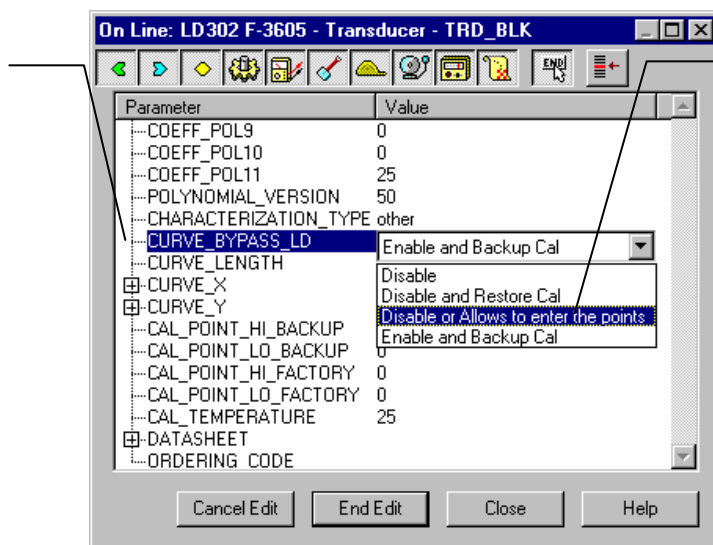 On Line: LD302 F-3605 - Transducer - TRD_BLK
END
Parameter Value
COEFF_POL9 0
COEFF_POL10 0
COEFF_POL11 25
POLYNOMIAL_VERSION 50
CHARACTERIZATION_TYPE other
CURVE_BYPASS_LD Enable and Backup Cal
CURVE_LENGTH
Disable
CURVE_X
Disable and Restore Cal
CURVE_Y
Disable or Allows to enter the points
CAL_POINT_HI_BACKUP
Enable and Backup Cal
CAL_POINT_LO_BACKUP 0
CAL_POINT_HI_FACTORY 0
CAL_POINT_LO_FACTORY 0
CAL_TEMPERATURE 25
DATASHEET
ORDERING_CODE
Cancel Edit End Edit Close Help